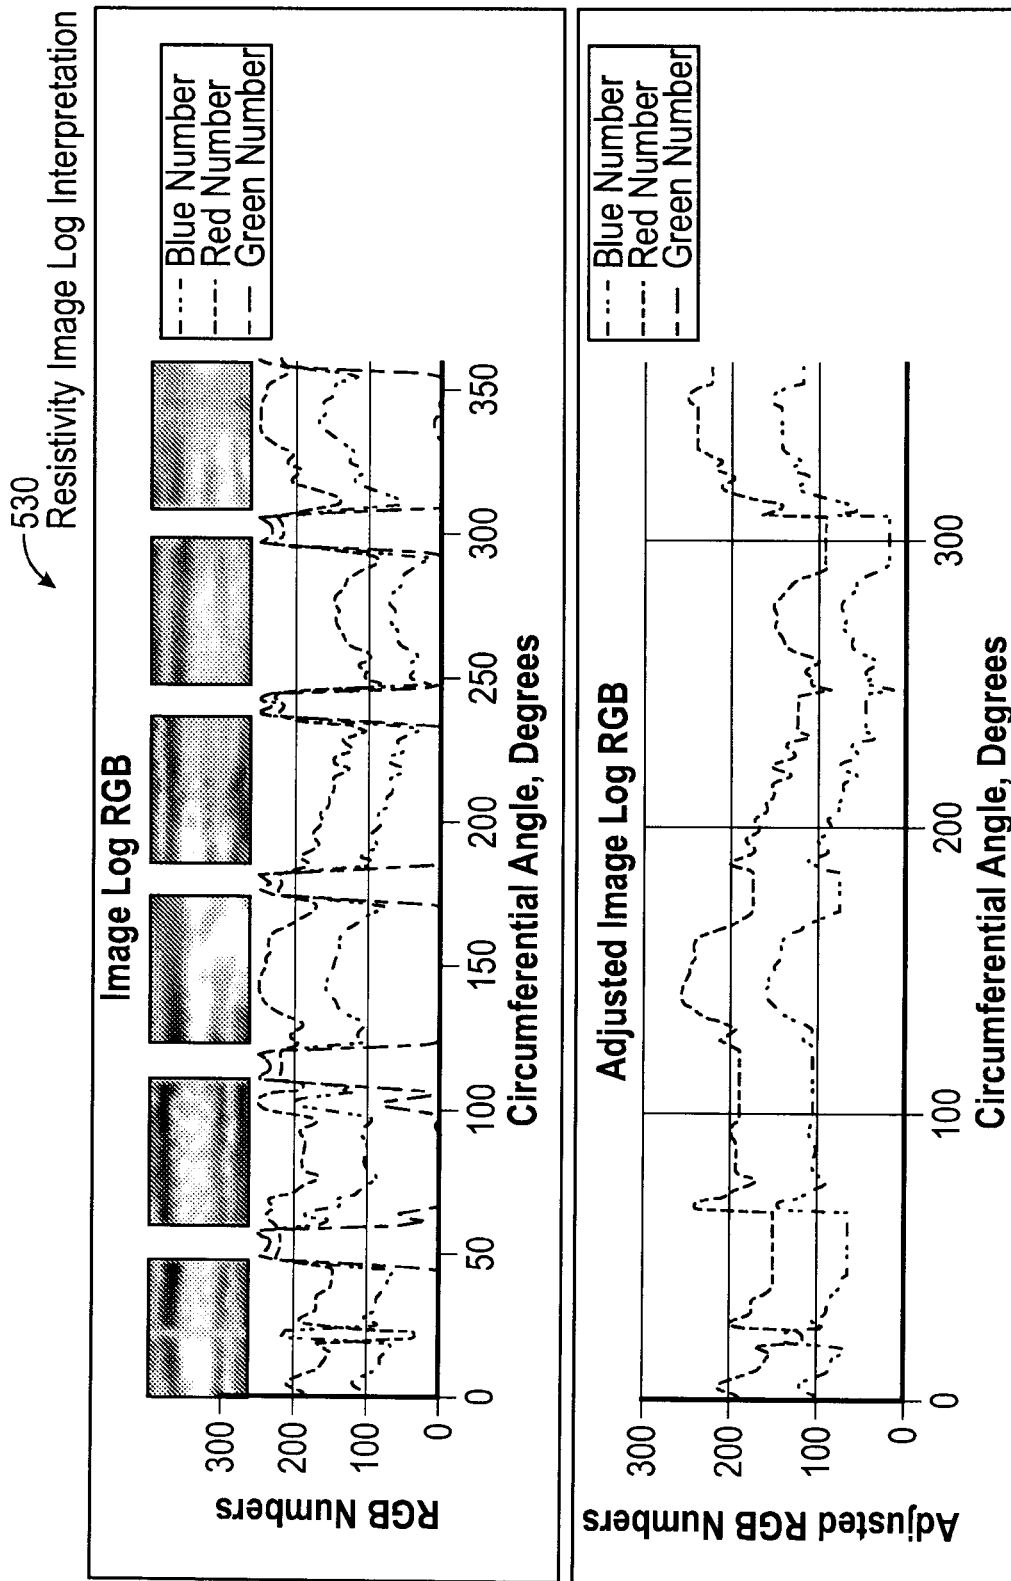 530
Resistivity Image Log Interpretation
Image Log RGB
Blue Number
Red Number
Green Number
RGB Numbers
300
200
100
0
0
50
100
150
200
250
300
350
Circumferential Angle, Degrees
Adjusted Image Log RGB
Blue Number
Red Number
Green Number
Adjusted RGB Numbers
300
200
100
0
0
100
200
300
Circumferential Angle, Degrees